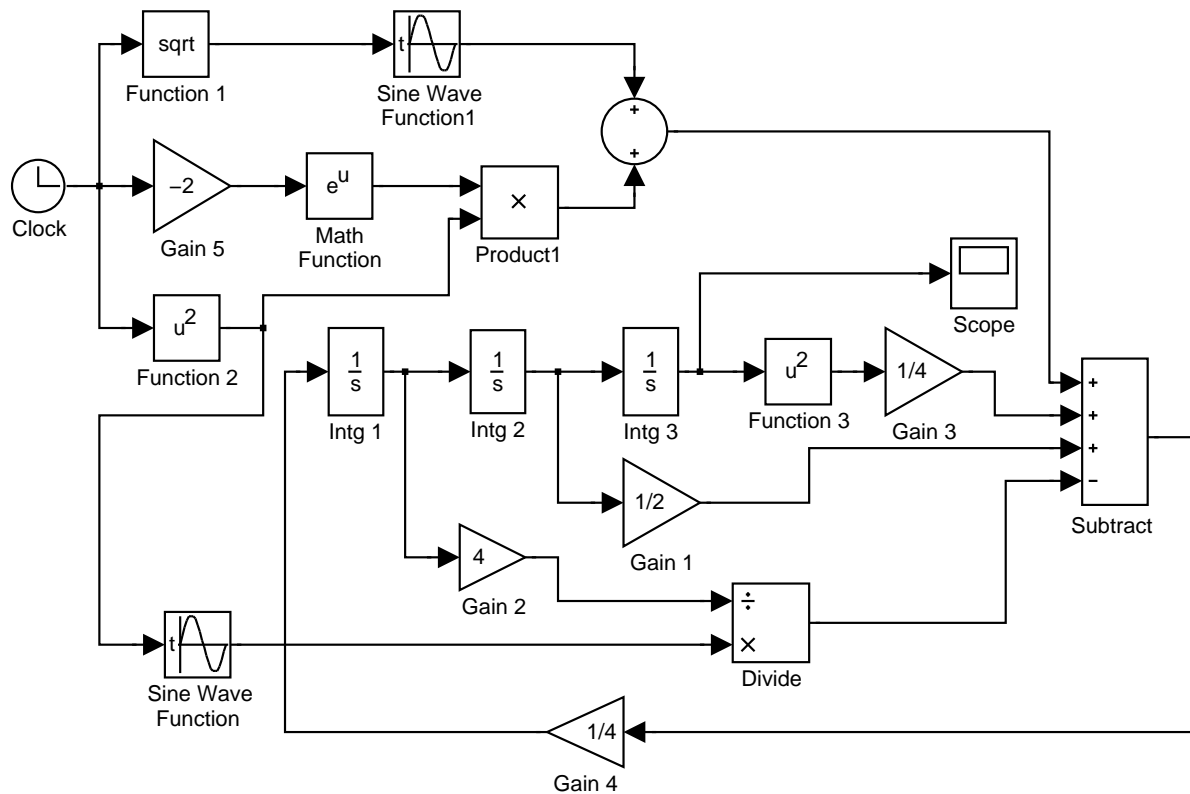 sqrt
Function 1
t
Sine Wave
Function1
+
+
Clock
−2
Gain 5
e^u
Math
Function
×
Product1
u^2
Function 2
1
s
Intg 1
1
s
Intg 2
1
s
Intg 3
u^2
Function 3
1/4
Gain 3
Scope
+
+
+
−
Subtract
1/2
Gain 1
4
Gain 2
÷
×
Divide
t
Sine Wave
Function
1/4
Gain 4